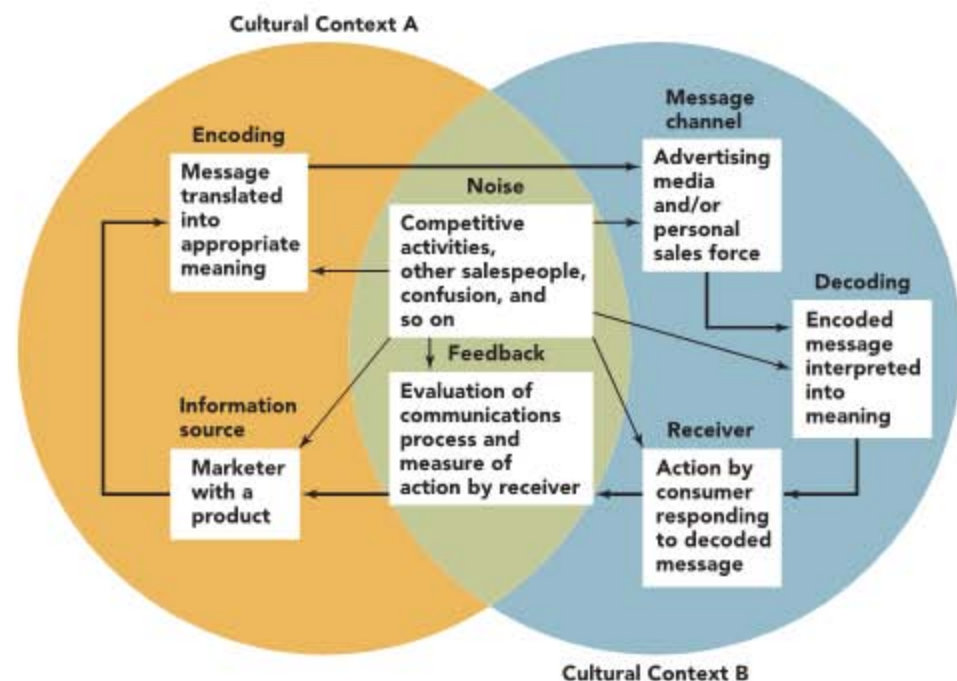 Cultural Context A
Encoding
Message
translated
into
appropriate
meaning
Noise
Competitive
activities,
other salespeople,
confusion, and
so on
Message
channel
Advertising
media
and/or
personal
sales force
Decoding
Encoded
message
interpreted
into
meaning
Information
source
Marketer
with a
product
Feedback
Evaluation of
communications
process and
measure of
action by receiver
Receiver
Action by
consumer
responding
to decoded
message
Cultural Context B